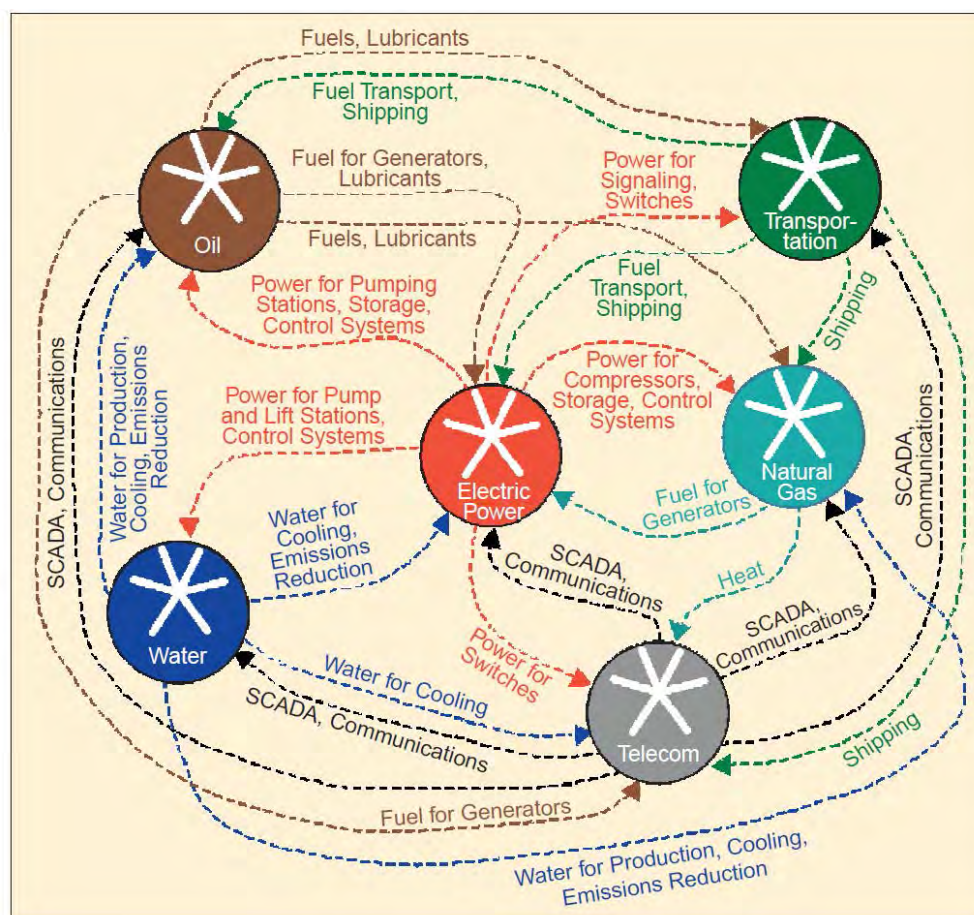 Fuels, Lubricants
Fuel Transport,
Shipping
Fuel for Generators,
Lubricants
Power for
Signaling,
Switches
Transpor-
tation
Oil
Fuels, Lubricants
Fuel
Transport,
Shipping
Shipping
Power for Pumping
Stations, Storage,
Control Systems
Power for
Compressors,
Storage, Control
Systems
Power for Pump
and Lift Stations,
Control Systems
SCADA, Communications
Water for Production,
Cooling, Emissions
Reduction
SCADA,
Communications
Electric
Power
Natural
Gas
Fuel for
Generators
Water for
Cooling,
Emissions
Reduction
SCADA,
Communications
Heat
SCADA,
Communications
Water
Power for
Switches
Water for Cooling
SCADA, Communications
Telecom
Shipping
Fuel for Generators
Water for Production, Cooling,
Emissions Reduction